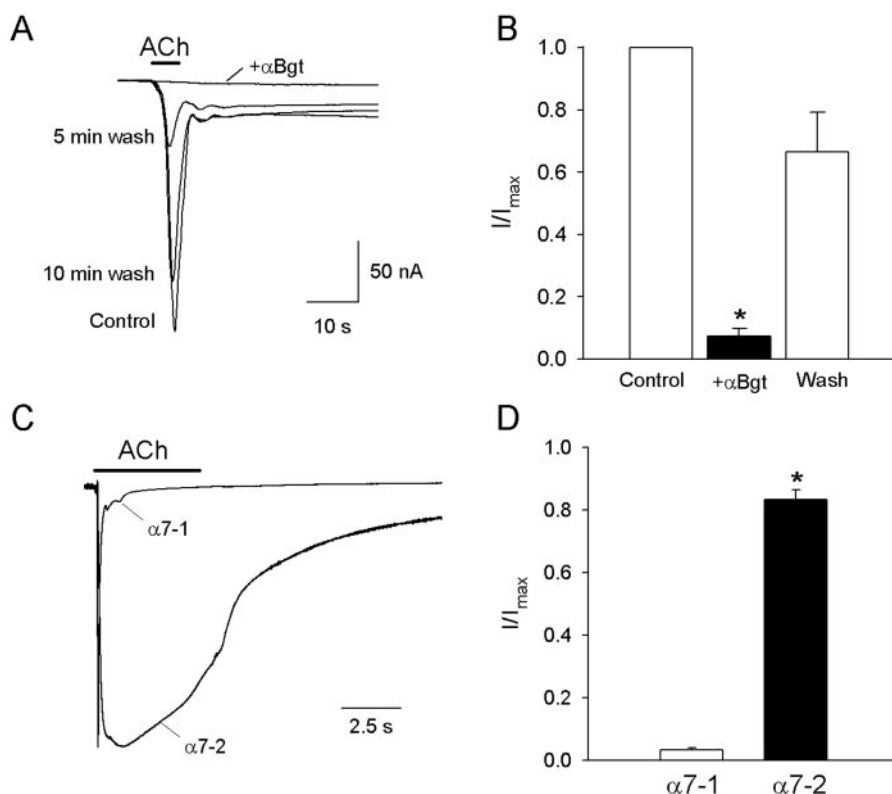 A
ACh
+αBgt
5 min wash
10 min wash
Control
50 nA
10 s
B
1.0
0.8
0.6
0.4
0.2
0.0
I/Imax
*
Control
+αBgt
Wash
C
ACh
α7-1
α7-2
2.5 s
D
1.0
0.8
0.6
0.4
0.2
0.0
I/Imax
*
α7-1
α7-2